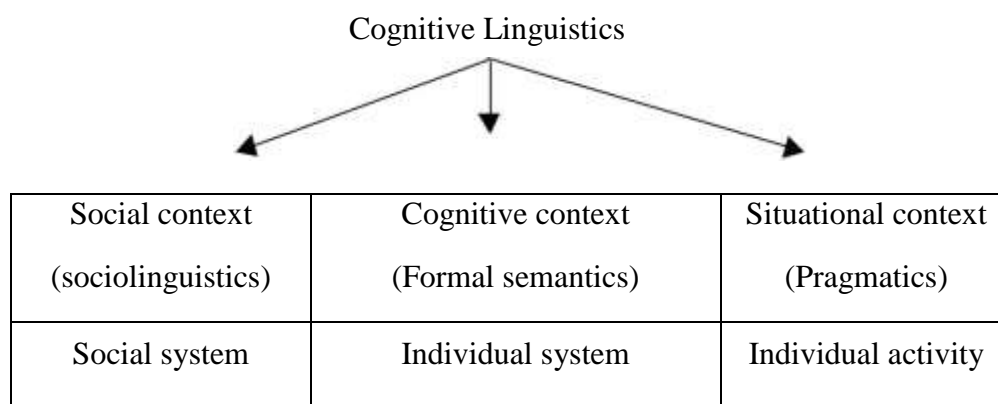 Cognitive Linguistics
Social context
(sociolinguistics)
Cognitive context
(Formal semantics)
Situational context
(Pragmatics)
Social system
Individual system
Individual activity